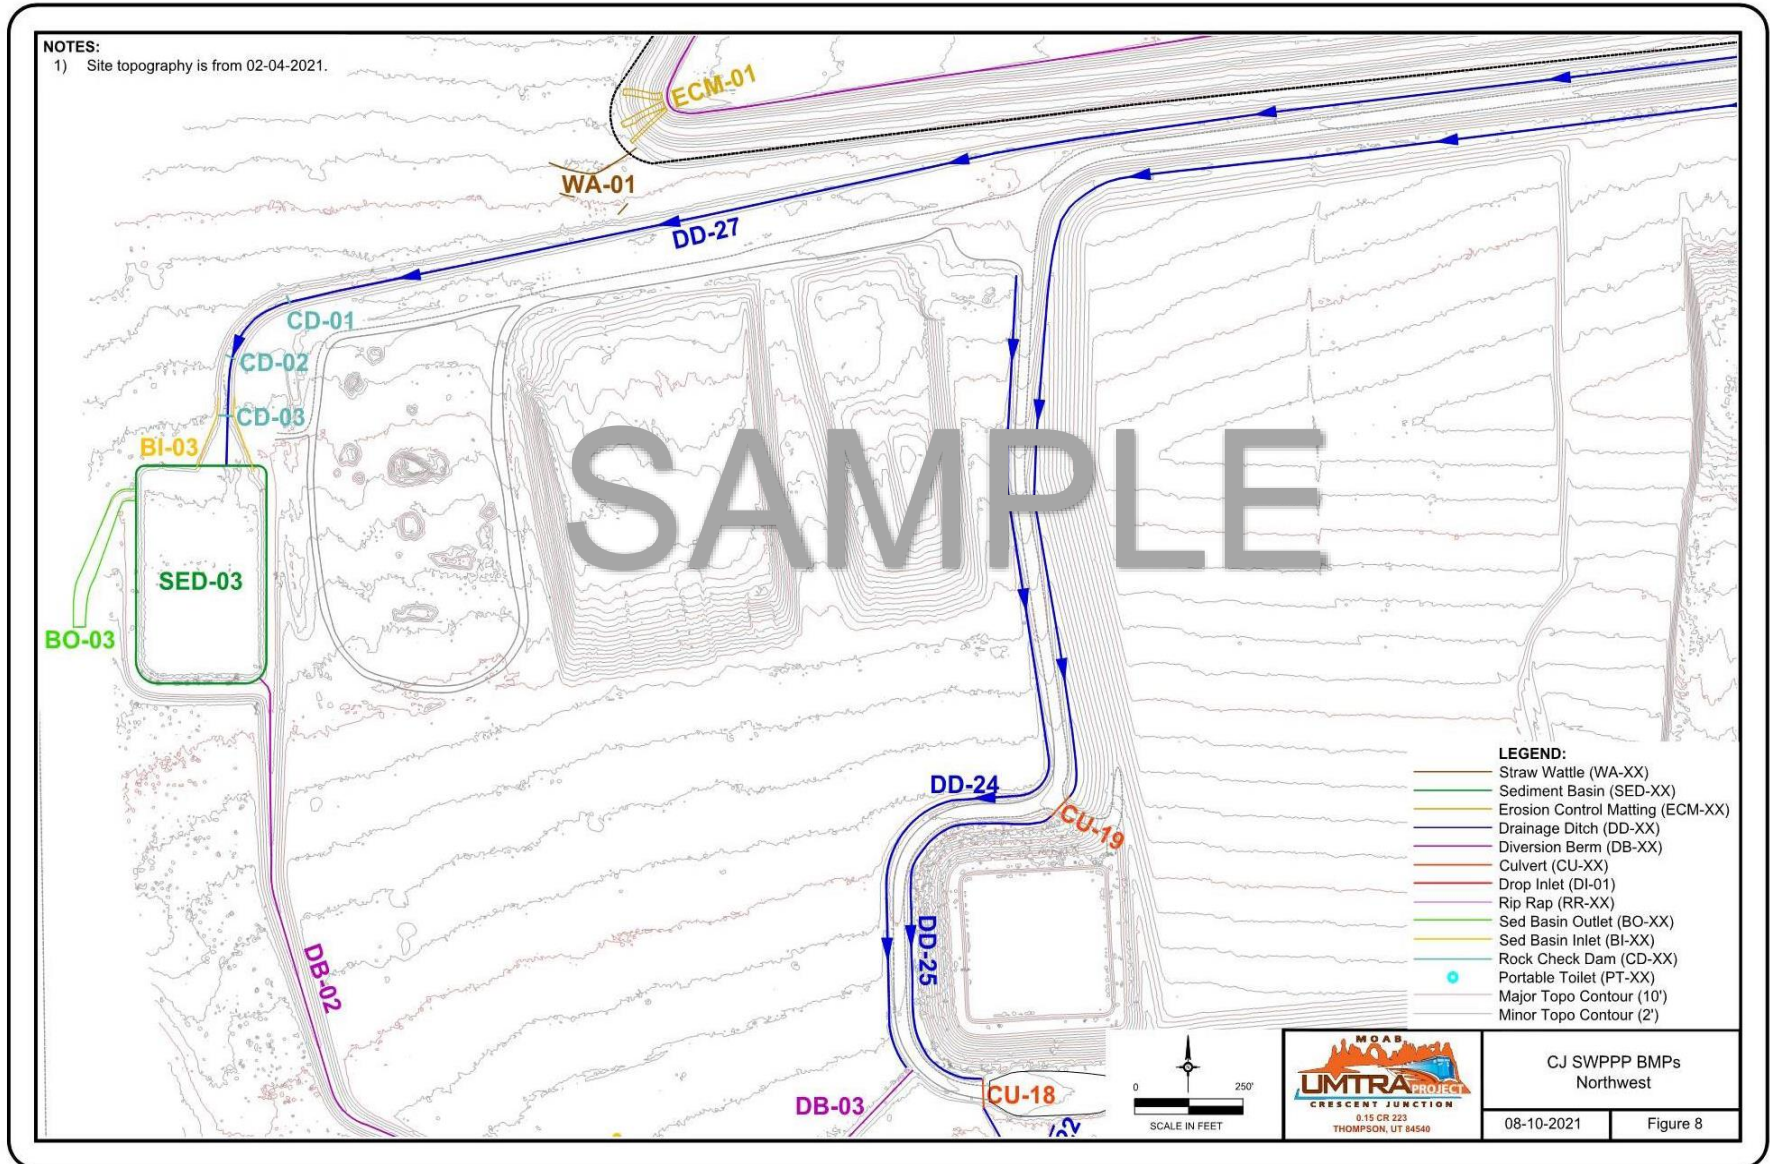 NOTES:
1) Site topography is from 02-04-2021.
ECM-01
WA-01
DD-27
CD-01
CD-02
CD-03
BI-03
SAMPLE
SED-03
BO-03
DD-24
CU-19
DD-25
DB-02
DB-03
CU-18
LEGEND:
Straw Wattle (WA-XX)
Sediment Basin (SED-XX)
Erosion Control Matting (ECM-XX)
Drainage Ditch (DD-XX)
Diversion Berm (DB-XX)
Culvert (CU-XX)
Drop Inlet (DI-01)
Rip Rap (RR-XX)
Sed Basin Outlet (BO-XX)
Sed Basin Inlet (BI-XX)
Rock Check Dam (CD-XX)
Portable Toilet (PT-XX)
Major Topo Contour (10')
Minor Topo Contour (2')
0 250'
SCALE IN FEET
MOAB
UMTRA PROJECT
CRESCENT JUNCTION
0.15 CR 223
THOMPSON, UT 84540
CJ SWPPP BMPs
Northwest
08-10-2021
Figure 8